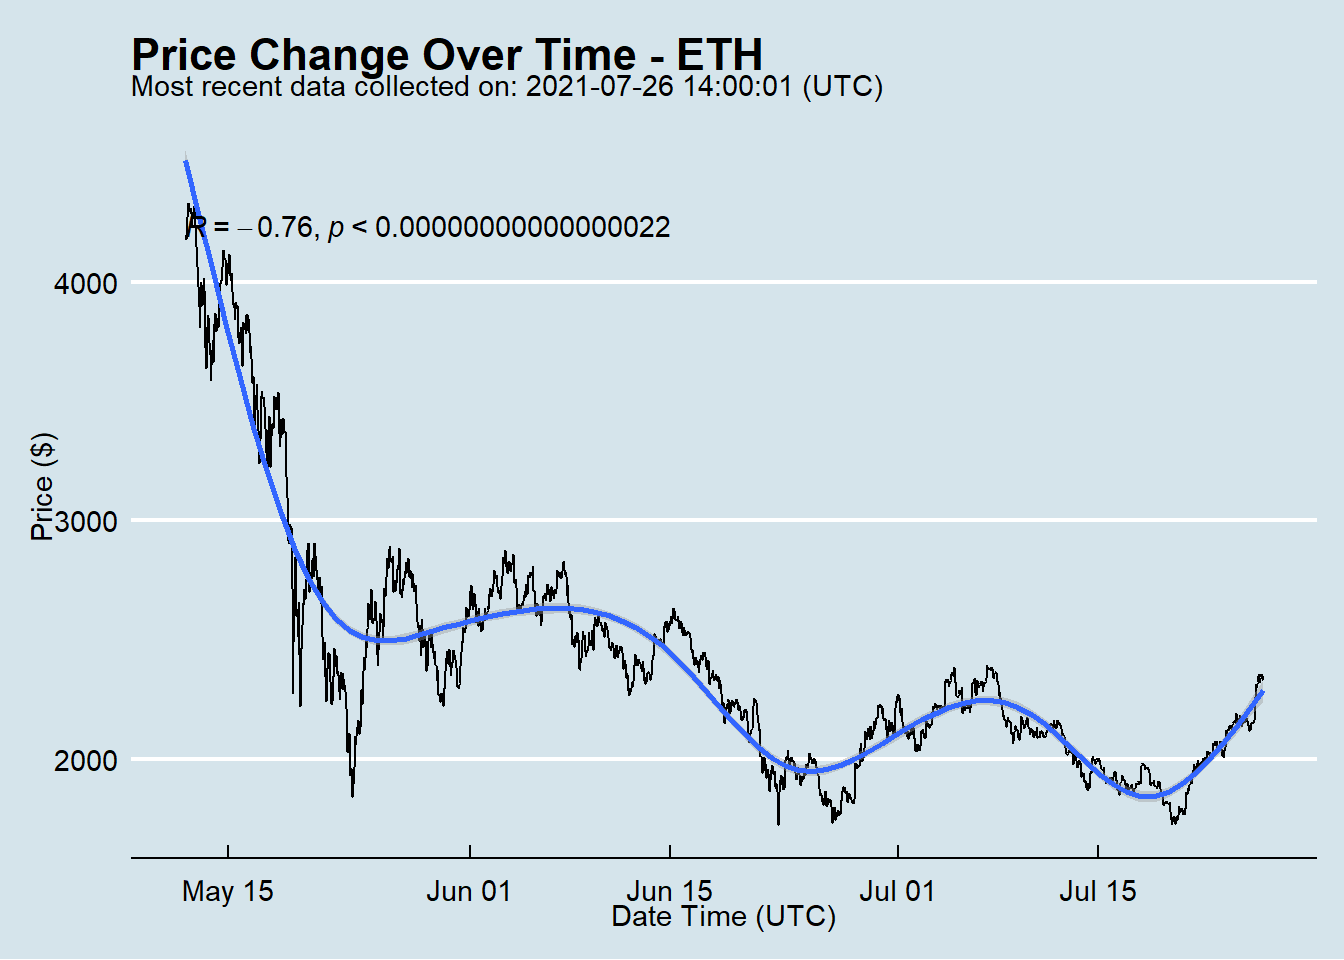 Price Change Over Time - ETH
Most recent data collected on: 2021-07-26 14:00:01 (UTC)
R = −0.76, p < 0.00000000000000022
4000
3000
2000
Price ($)
May 15 Jun 01 Jun 15 Jul 01 Jul 15
Date Time (UTC)